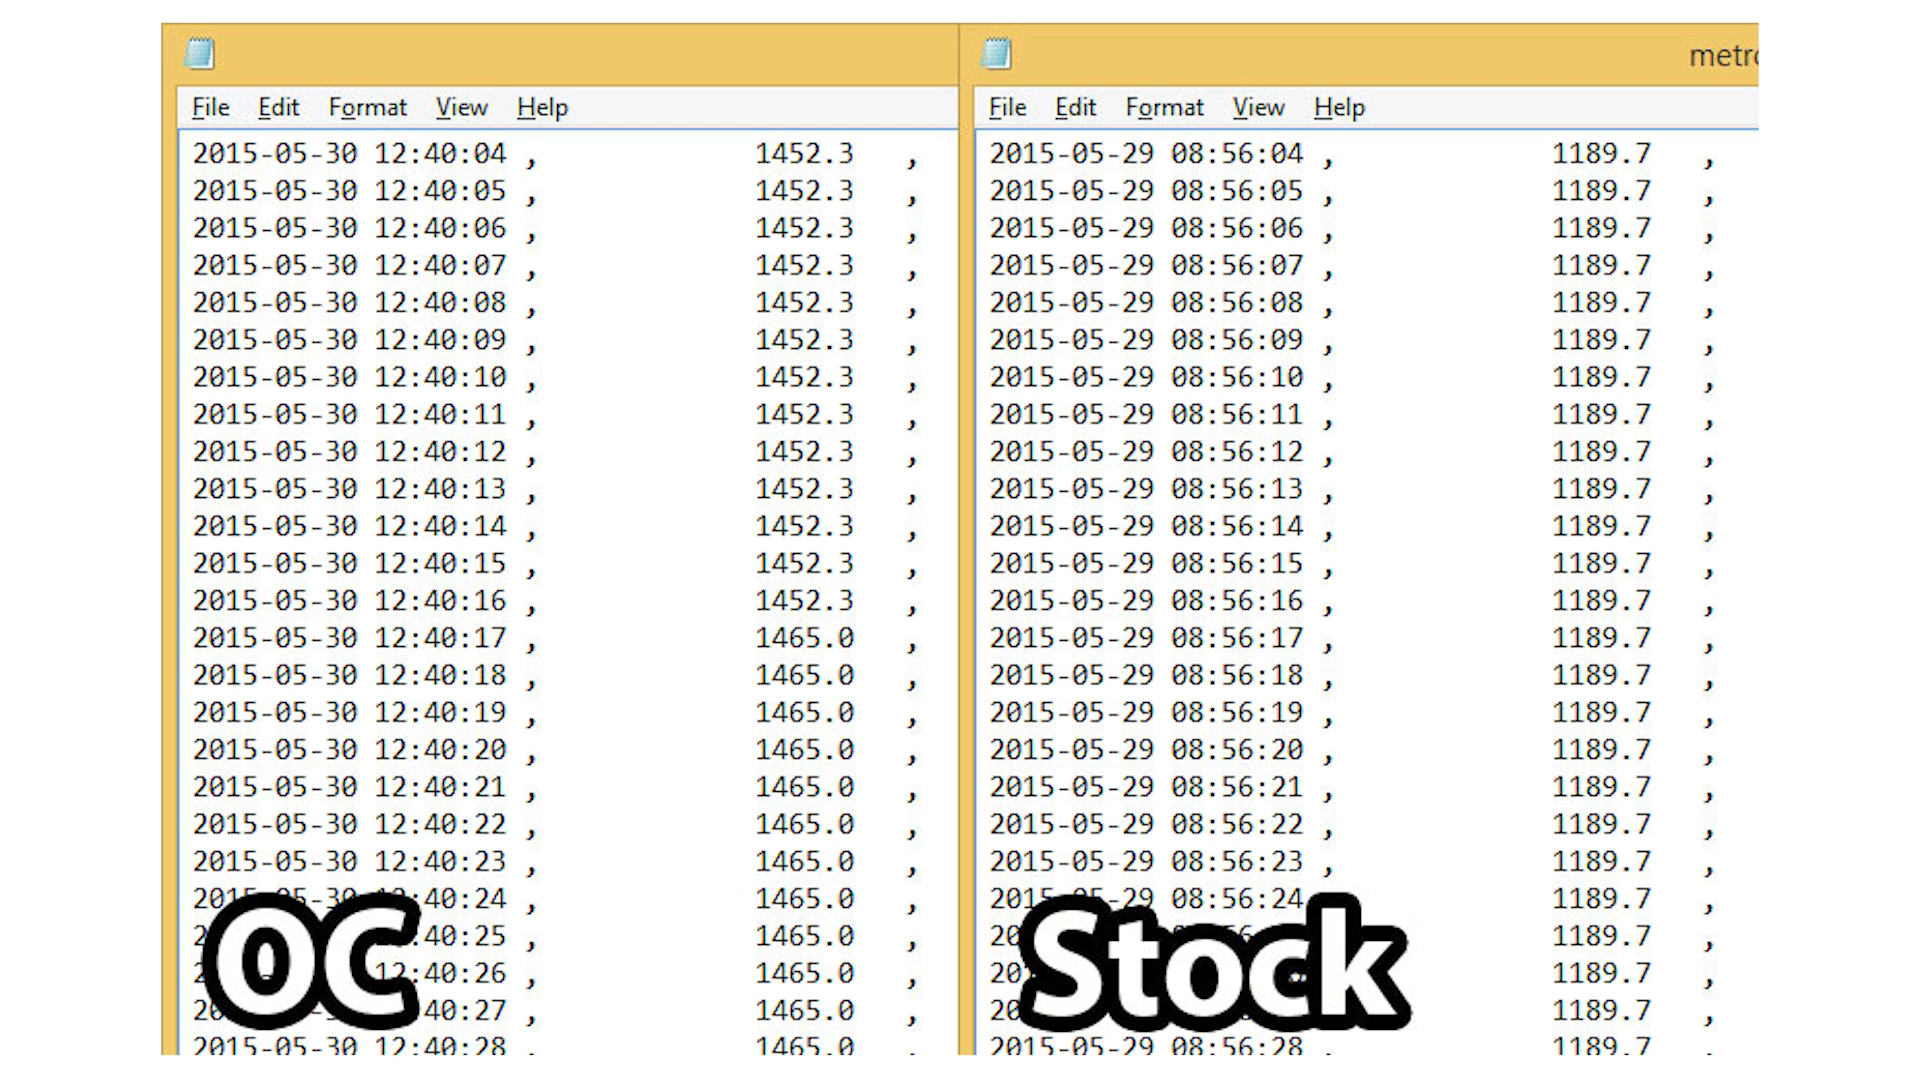 metro
File Edit Format View Help
2015-05-30 12:40:04 , 1452.3 ,
2015-05-30 12:40:05 , 1452.3 ,
2015-05-30 12:40:06 , 1452.3 ,
2015-05-30 12:40:07 , 1452.3 ,
2015-05-30 12:40:08 , 1452.3 ,
2015-05-30 12:40:09 , 1452.3 ,
2015-05-30 12:40:10 , 1452.3 ,
2015-05-30 12:40:11 , 1452.3 ,
2015-05-30 12:40:12 , 1452.3 ,
2015-05-30 12:40:13 , 1452.3 ,
2015-05-30 12:40:14 , 1452.3 ,
2015-05-30 12:40:15 , 1452.3 ,
2015-05-30 12:40:16 , 1452.3 ,
2015-05-30 12:40:17 , 1465.0 ,
2015-05-30 12:40:18 , 1465.0 ,
2015-05-30 12:40:19 , 1465.0 ,
2015-05-30 12:40:20 , 1465.0 ,
2015-05-30 12:40:21 , 1465.0 ,
2015-05-30 12:40:22 , 1465.0 ,
2015-05-30 12:40:23 , 1465.0 ,
2015-05-30 12:40:24 , 1465.0 ,
40:25 , 1465.0 ,
12:40:26 , 1465.0 ,
40:27 , 1465.0 ,
2015-05-30 12:40:28 , 1465.0 ,
OC
File Edit Format View Help
2015-05-29 08:56:04 , 1189.7 ,
2015-05-29 08:56:05 , 1189.7 ,
2015-05-29 08:56:06 , 1189.7 ,
2015-05-29 08:56:07 , 1189.7 ,
2015-05-29 08:56:08 , 1189.7 ,
2015-05-29 08:56:09 , 1189.7 ,
2015-05-29 08:56:10 , 1189.7 ,
2015-05-29 08:56:11 , 1189.7 ,
2015-05-29 08:56:12 , 1189.7 ,
2015-05-29 08:56:13 , 1189.7 ,
2015-05-29 08:56:14 , 1189.7 ,
2015-05-29 08:56:15 , 1189.7 ,
2015-05-29 08:56:16 , 1189.7 ,
2015-05-29 08:56:17 , 1189.7 ,
2015-05-29 08:56:18 , 1189.7 ,
2015-05-29 08:56:19 , 1189.7 ,
2015-05-29 08:56:20 , 1189.7 ,
2015-05-29 08:56:21 , 1189.7 ,
2015-05-29 08:56:22 , 1189.7 ,
2015-05-29 08:56:23 , 1189.7 ,
2015-05-29 08:56:24 1189.7 ,
1189.7 ,
1189.7 ,
1189.7 ,
2015-05-29 08:56:28 , 1189.7 ,
Stock